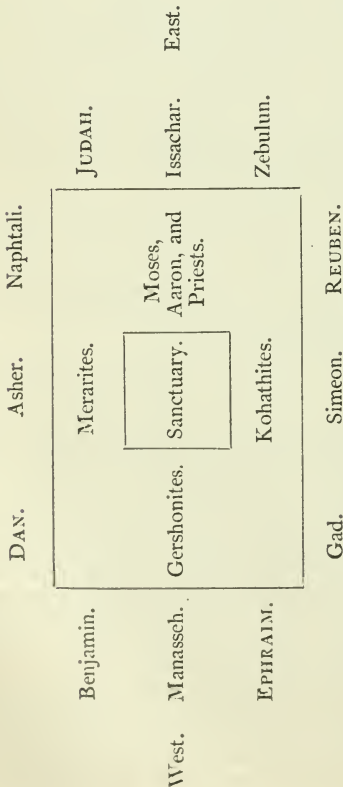 DAN. Asher. Naphtali.
Benjamin. Merarites. JUDAH.
Moses,
West. Manasseh. Gershonites. Sanctuary. Aaron, and Issachar. East.
Priests.
EPHRAIM. Kohathites. Zebulun.
Gad. Simeon. REUBEN.